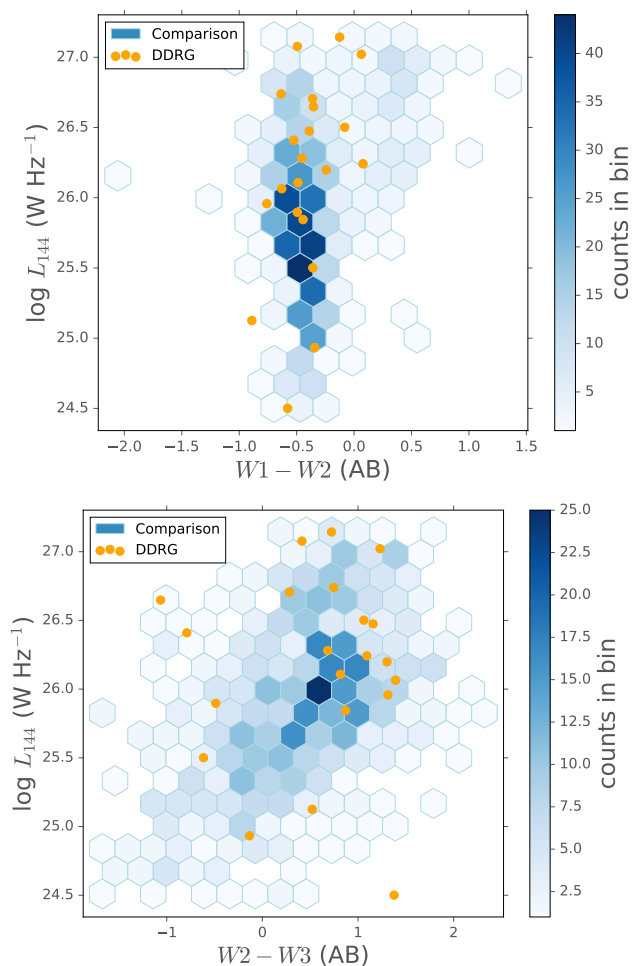 Comparison
DDRG
27.0
26.5
26.0
25.5
25.0
24.5
log L144 (W Hz−1)
−2.0 −1.5 −1.0 −0.5 0.0 0.5 1.0 1.5
W1 − W2 (AB)
40
35
30
25
20
15
10
5
counts in bin
Comparison
DDRG
27.0
26.5
26.0
25.5
25.0
24.5
log L144 (W Hz−1)
−1 0 1 2
W2 − W3 (AB)
25.0
22.5
20.0
17.5
15.0
12.5
10.0
7.5
5.0
2.5
counts in bin